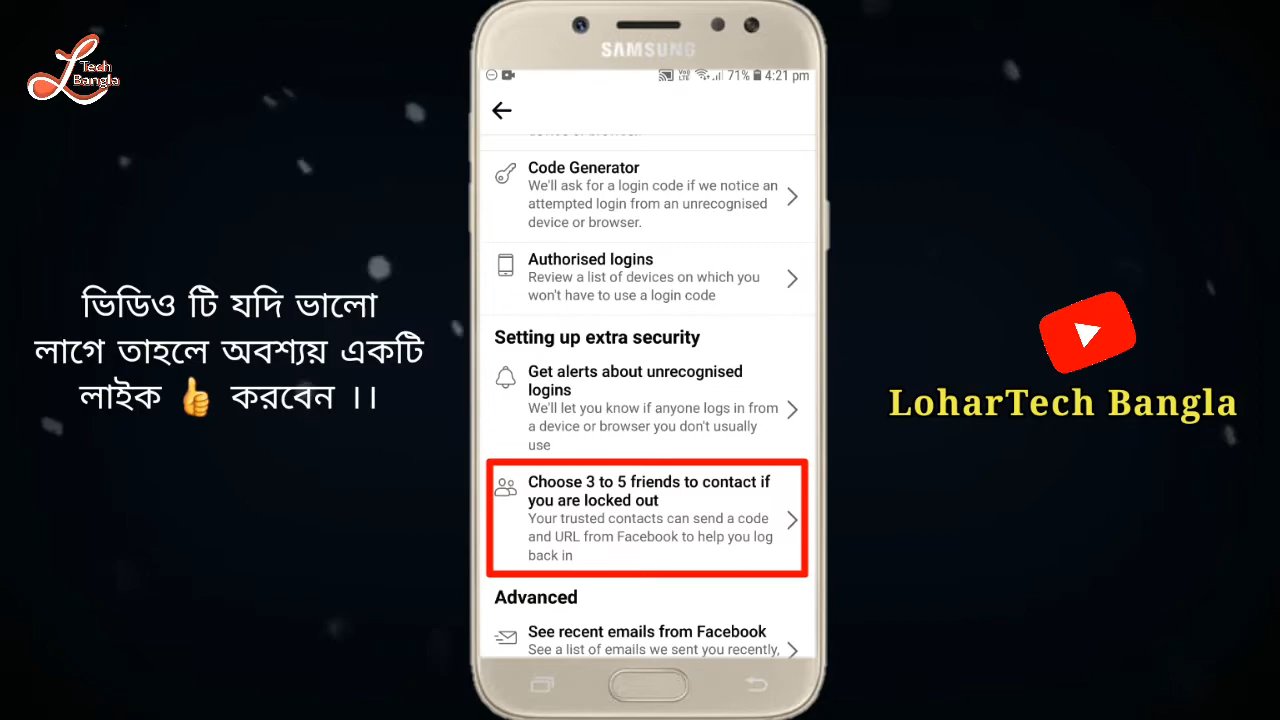 Tech
Bangla
SAMSUNG
71% 4:21 pm
Code Generator
We'll ask for a login code if we notice an
attempted login from an unrecognised
device or browser.
Authorised logins
Review a list of devices on which you
won't have to use a login code
Setting up extra security
Get alerts about unrecognised
logins
We'll let you know if anyone logs in from
a device or browser you don't usually
use
Choose 3 to 5 friends to contact if
you are locked out
Your trusted contacts can send a code
and URL from Facebook to help you log
back in
Advanced
See recent emails from Facebook
See a list of emails we sent you recently,
ভিডিও টি যদি ভালো
লাগে তাহলে অবশ্যয় একটি
লাইক 👍 করবেন ।।
LoharTech Bangla